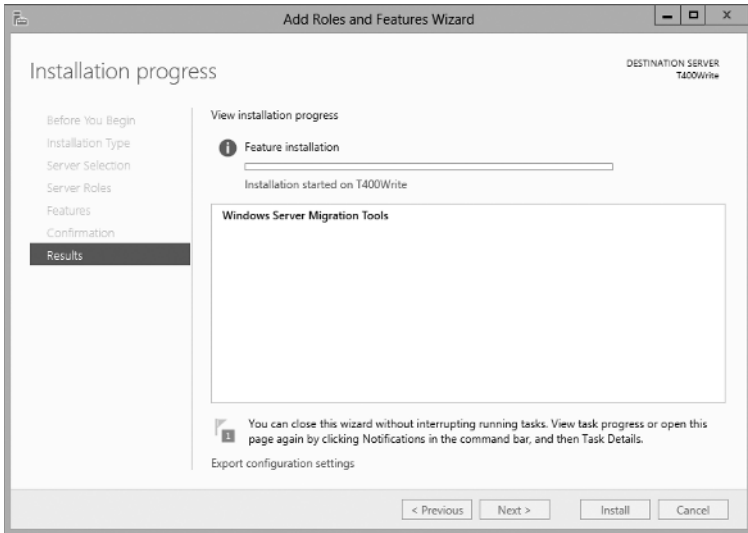 Add Roles and Features Wizard
Installation progress
DESTINATION SERVER
T400Write
Before You Begin
Installation Type
Server Selection
Server Roles
Features
Confirmation
Results
View installation progress
Feature installation
Installation started on T400Write
Windows Server Migration Tools
1
You can close this wizard without interrupting running tasks. View task progress or open this
page again by clicking Notifications in the command bar, and then Task Details.
Export configuration settings
< Previous
Next >
Install
Cancel